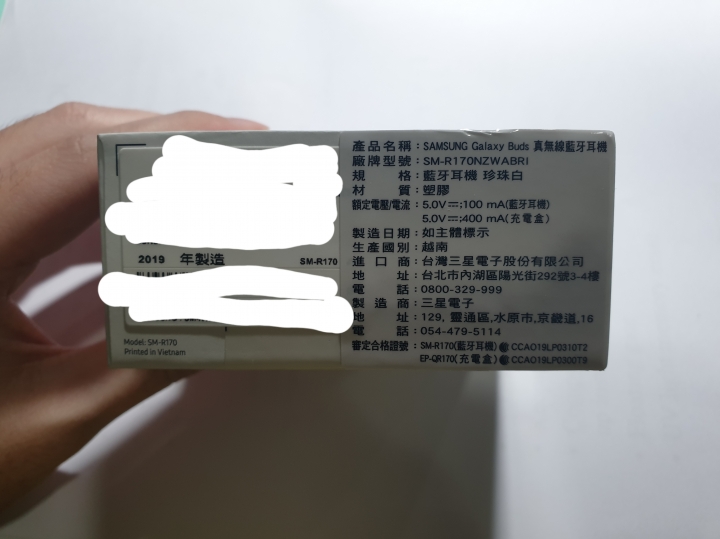 2019 年製造
SM-R170
Model: SM-R170
Printed in Vietnam
產品名稱：SAMSUNG Galaxy Buds 真無線藍牙耳機
廠牌型號：SM-R170NZWABRI
規格：藍牙耳機 珍珠白
材質：塑膠
額定電壓/電流：5.0V⎓;100 mA(藍牙耳機)
5.0V⎓;400 mA(充電盒)
製造日期：如主體標示
生產國別：越南
進口商：台灣三星電子股份有限公司
地址：台北市內湖區陽光街292號3-4樓
電話：0800-329-999
製造商：三星電子
地址：129, 靈通區,水原市,京畿道,16
電話：054-479-5114
審定合格證號：SM-R170(藍牙耳機) CCAO19LP0310T2
EP-QR170(充電盒) CCAO19LP0300T9